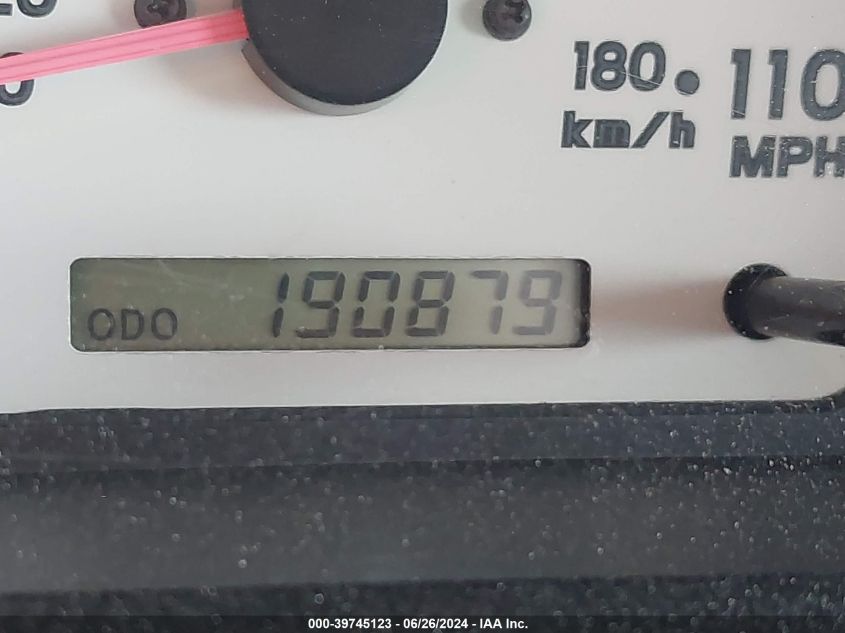 180. 110
km/h MPH
ODO 190879
000-39745123 - 06/26/2024 - IAA Inc.